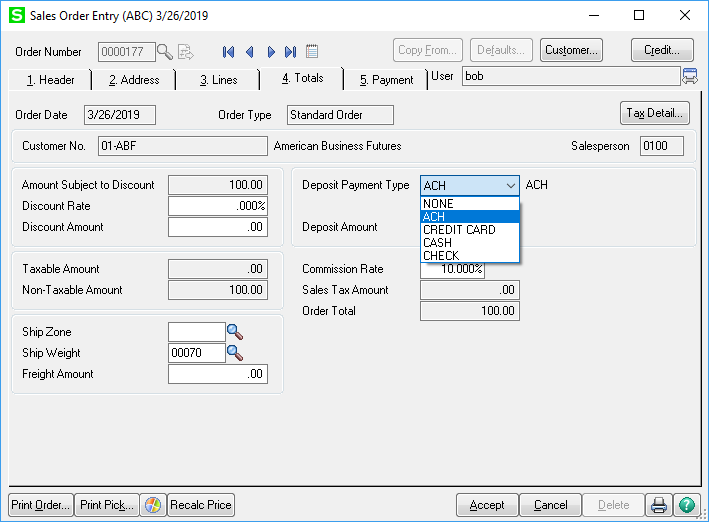 S Sales Order Entry (ABC) 3/26/2019
Order Number 0000177 Copy From... Defaults... Customer... Credit...
1. Header 2. Address 3. Lines 4. Totals 5. Payment User bob
Order Date 3/26/2019 Order Type Standard Order Tax Detail...
Customer No. 01-ABF American Business Futures Salesperson 0100
Amount Subject to Discount 100.00 Deposit Payment Type ACH ACH
Discount Rate .000% NONE
ACH
Discount Amount .00 Deposit Amount CREDIT CARD
CASH
CHECK
Taxable Amount .00 Commission Rate 10.000%
Non-Taxable Amount 100.00 Sales Tax Amount .00
Order Total 100.00
Ship Zone
Ship Weight 00070
Freight Amount .00
Print Order... Print Pick... Recalc Price Accept Cancel Delete ?